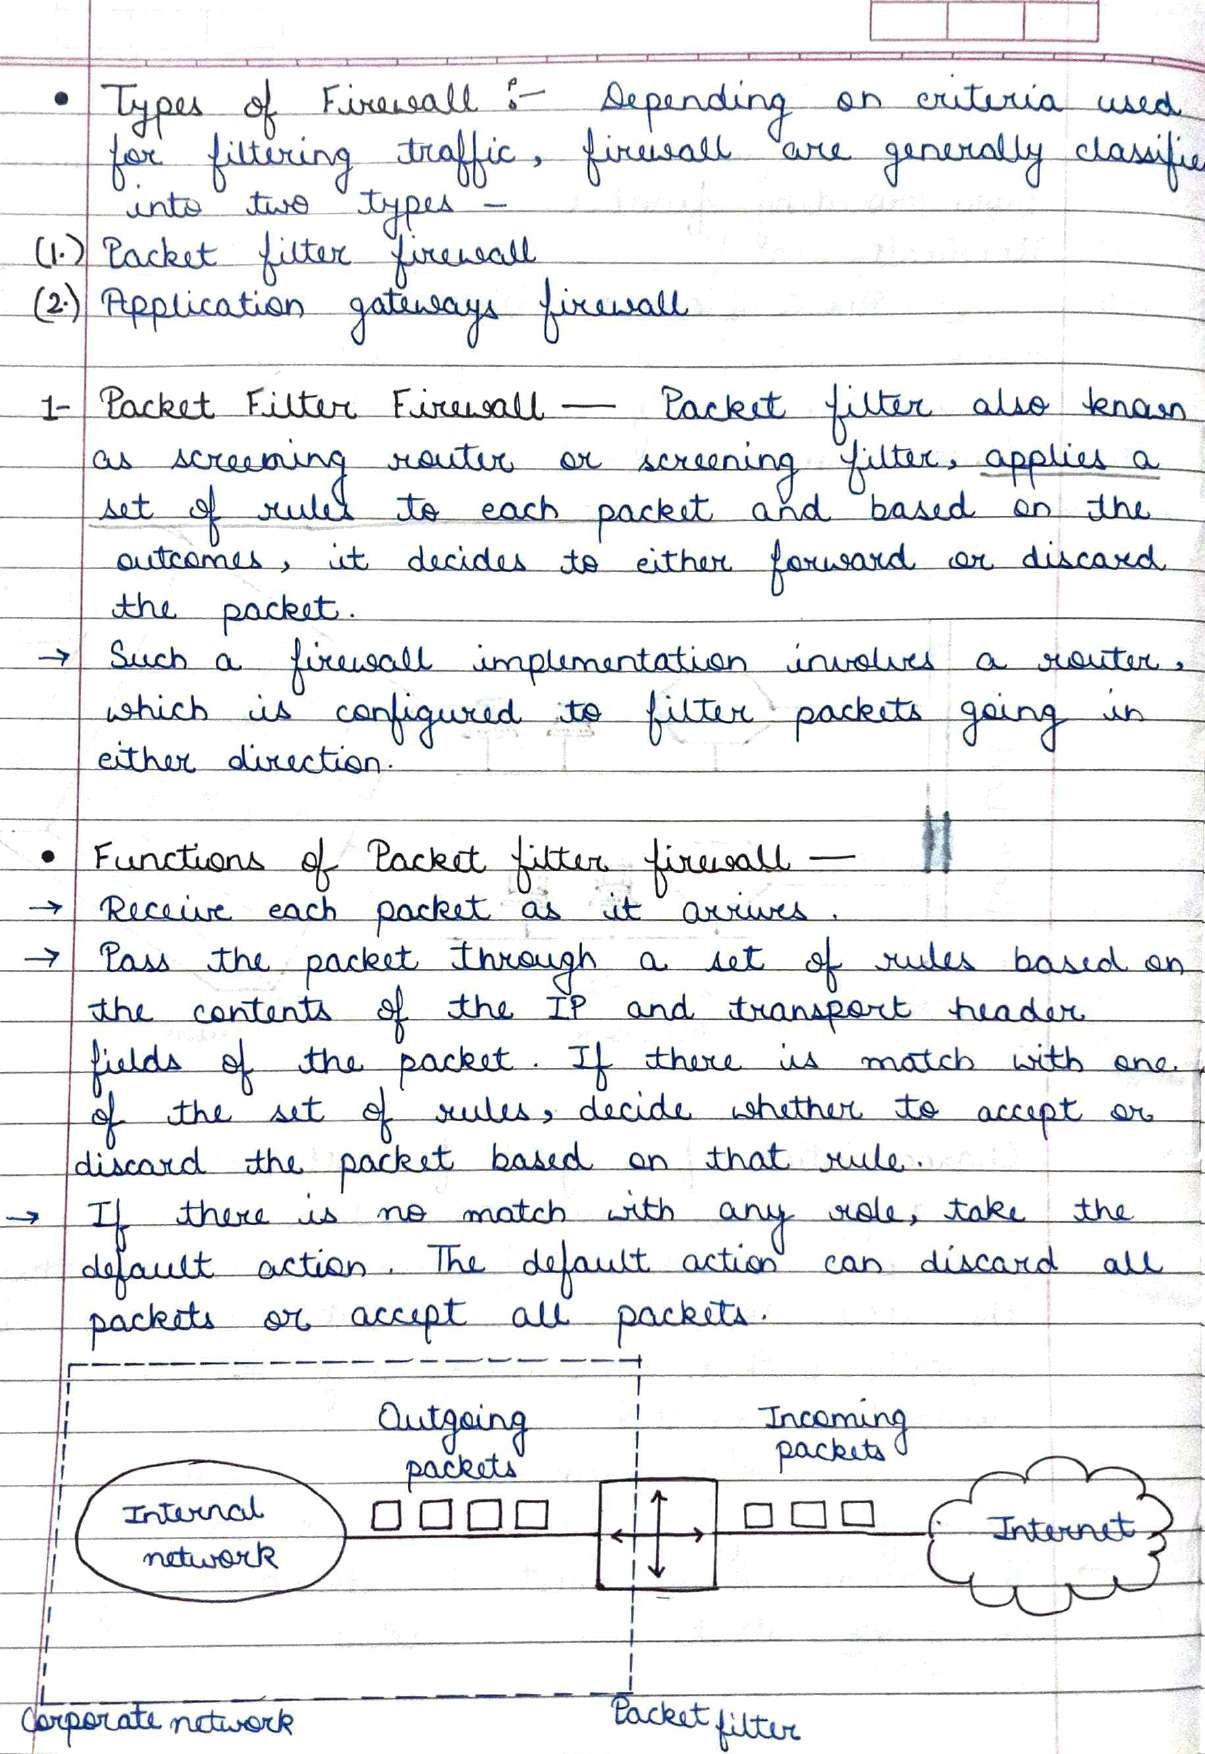 • Types of Firewall :- Depending on criteria used
for filtering traffic, firewall are generally classifie
into two types -
(1.) Packet filter firewall
(2.) Application gateways firewall
1- Packet Filter Firewall — Packet filter also known
as screening router or screening filter, applies a
set of rules to each packet and based on the
outcomes, it decides to either forward or discard
the packet.
→ Such a firewall implementation involves a router,
which is configured to filter packets going in
either direction.
• Functions of Packet filter firewall —
→ Receive each packet as it arrives.
→ Pass the packet through a set of rules based on
the contents of the IP and transport header
fields of the packet. If there is match with one
of the set of rules, decide whether to accept or
discard the packet based on that rule.
→ If there is no match with any role, take the
default action. The default action can discard all
packets or accept all packets.
Outgoing
packets
Incoming
packets
Internal
network
Internet
Corporate network
Packet filter